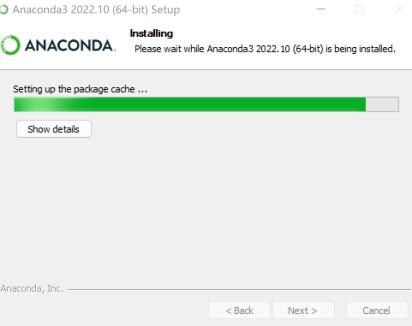 Anaconda3 2022.10 (64-bit) Setup
ANACONDA.
Installing
Please wait while Anaconda3 2022.10 (64-bit) is being installed.
Setting up the package cache ...
Show details
Anaconda, Inc.
< Back
Next >
Cancel